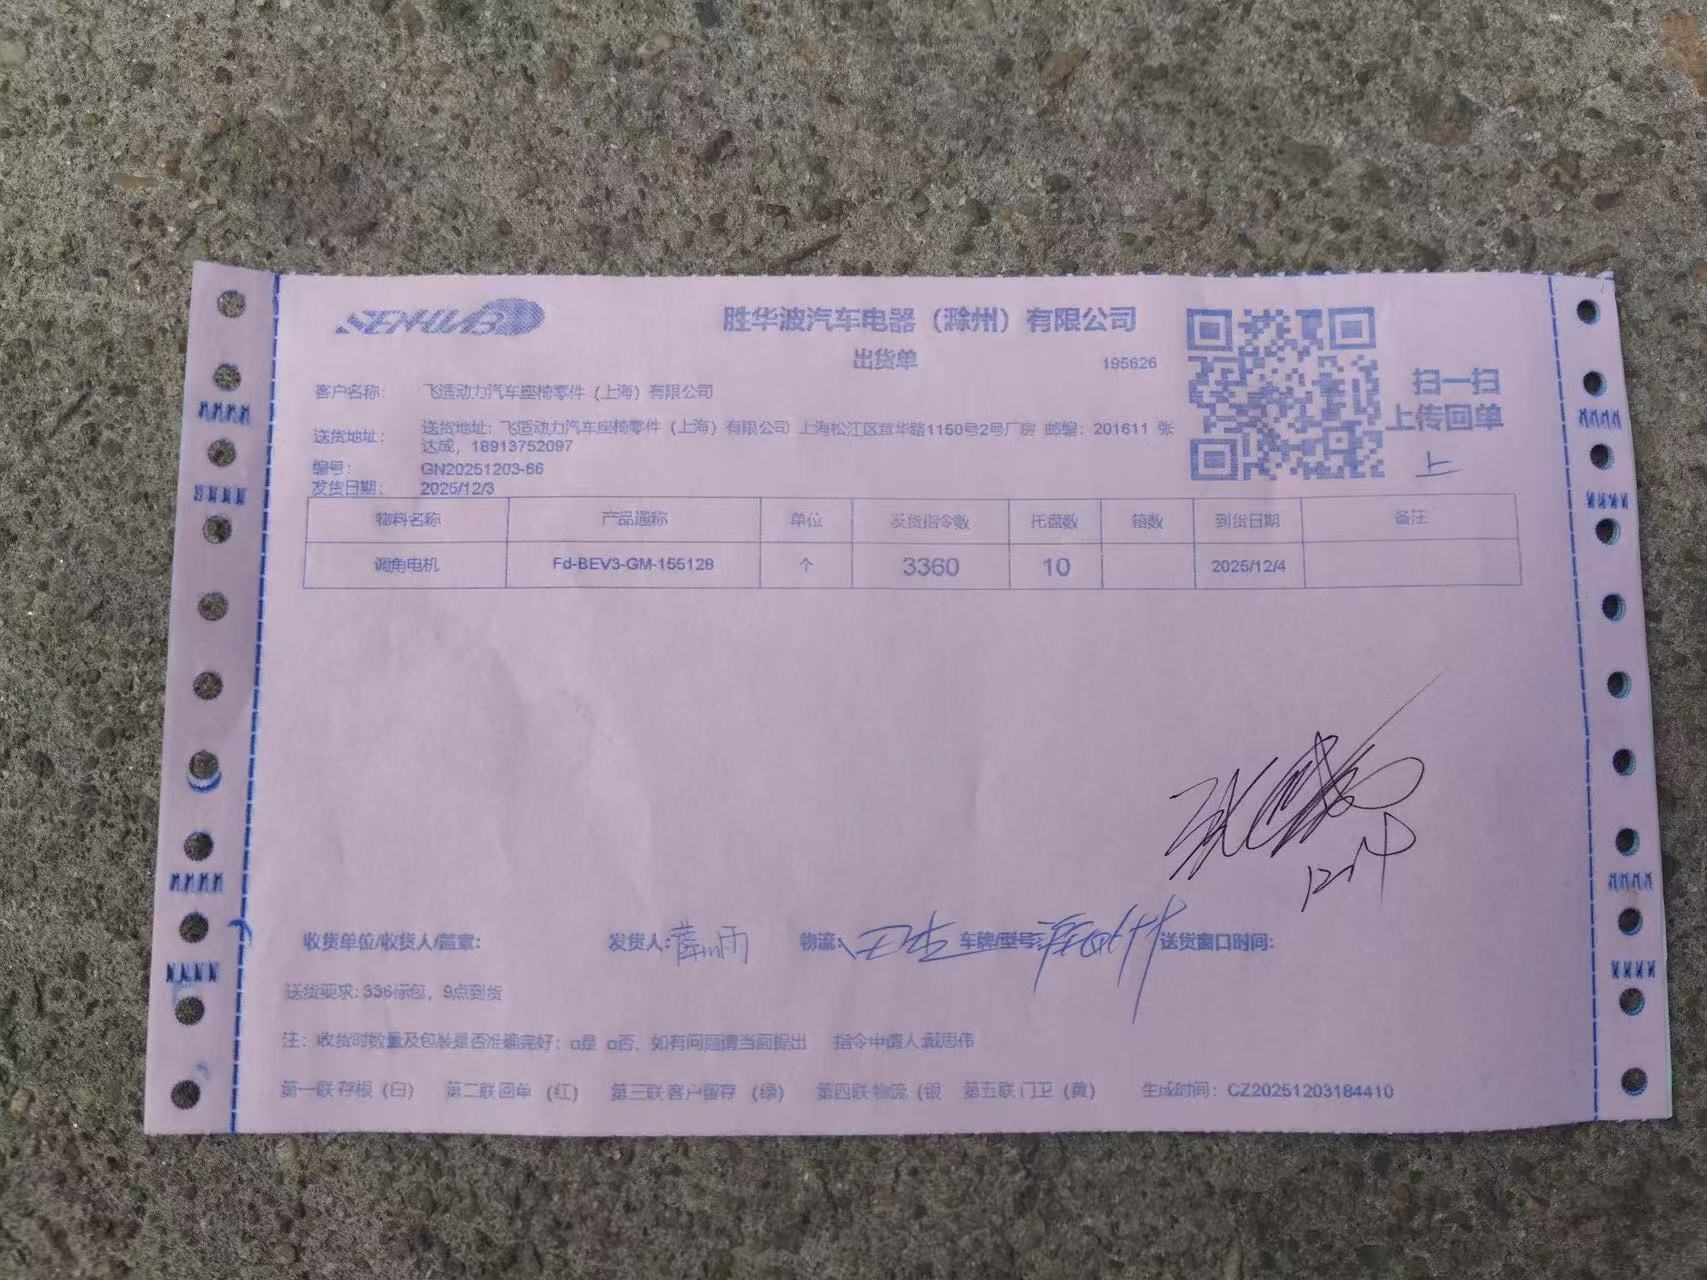 SENHWB
胜华波汽车电器（滁州）有限公司
出货单
195626
扫一扫
上传回单
上
客户名称： 飞适动力汽车座椅零件（上海）有限公司
送货地址： 送货地址：飞适动力汽车座椅零件（上海）有限公司 上海松江区茸华路1150号2号厂房 邮编：201611 张
达成，18913752097
编号： GN20251203-66
发货日期： 2025/12/3
物料名称 产品通称 单位 发货指令数 托盘数 箱数 到货日期 备注
调角电机 Fd-BEV3-GM-155128 个 3360 10 2025/12/4
12.4
收货单位/收货人/盖章： 发货人： 物流： 车牌/型号： 送货窗口时间：
送货要求：336标包，9点到货
注：收货时数量及包装是否准确完好：□是 □否、如有问题请当面提出 指令申请人:戴思伟
第一联存根（白） 第二联回单（红） 第三联客户留存（绿） 第四联物流（银 第五联门卫（黄） 生成时间：CZ20251203184410